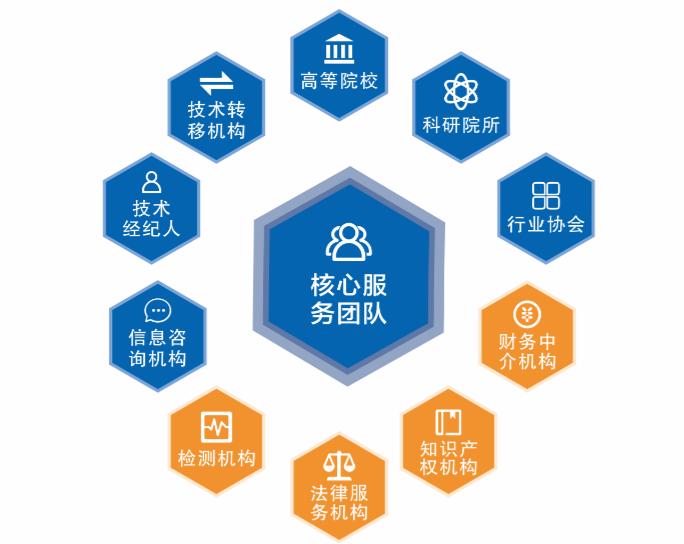 高等院校
技术转
移机构
科研院所
技术
经纪人
行业协会
核心服
务团队
信息咨
询机构
财务中
介机构
检测机构
知识产
权机构
法律服
务机构